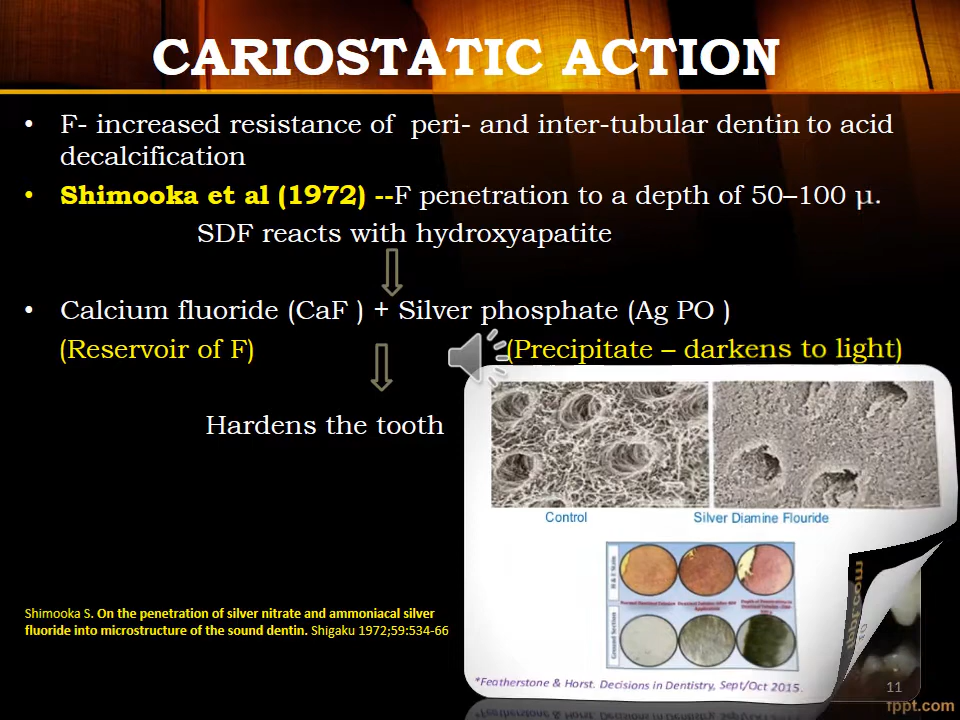 CARIOSTATIC ACTION
• F- increased resistance of peri- and inter-tubular dentin to acid
decalcification
• Shimooka et al (1972) --F penetration to a depth of 50–100 µ.
SDF reacts with hydroxyapatite
• Calcium fluoride (CaF ) + Silver phosphate (Ag PO )
(Reservoir of F) (Precipitate – darkens to light)
Hardens the tooth
Control Silver Diamine Flouride
H & E Stain
Ground Section
Shimooka S. On the penetration of silver nitrate and ammoniacal silver
fluoride into microstructure of the sound dentin. Shigaku 1972;59:534-66
*Featherstone & Horst. Decisions in Dentistry, Sept/Oct 2015.
11
fppt.com